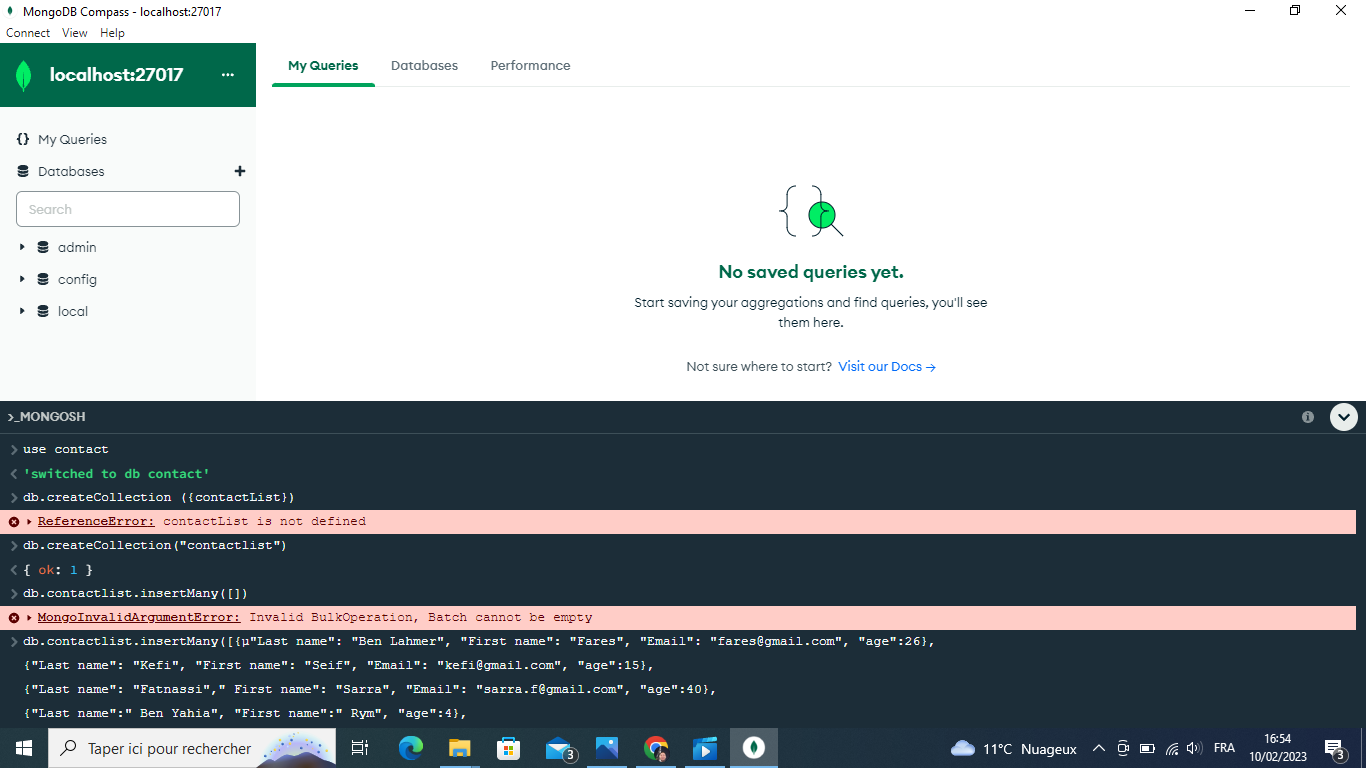 MongoDB Compass - localhost:27017
Connect View Help
localhost:27017 ...
My Queries Databases Performance
{} My Queries
Databases +
Search
admin
config
local
No saved queries yet.
Start saving your aggregations and find queries, you'll see
them here.
Not sure where to start? Visit our Docs →
>_MONGOSH
use contact
'switched to db contact'
db.createCollection ({contactList})
ReferenceError: contactList is not defined
db.createCollection("contactlist")
{ ok: 1 }
db.contactlist.insertMany([])
MongoInvalidArgumentError: Invalid BulkOperation, Batch cannot be empty
db.contactlist.insertMany([{µ"Last name": "Ben Lahmer", "First name": "Fares", "Email": "fares@gmail.com", "age":26},
{"Last name": "Kefi", "First name": "Seif", "Email": "kefi@gmail.com", "age":15},
{"Last name": "Fatnassi"," First name": "Sarra", "Email": "sarra.f@gmail.com", "age":40},
{"Last name":" Ben Yahia", "First name":" Rym", "age":4},
Taper ici pour rechercher
3
11°C Nuageux
FRA
16:54
10/02/2023
3